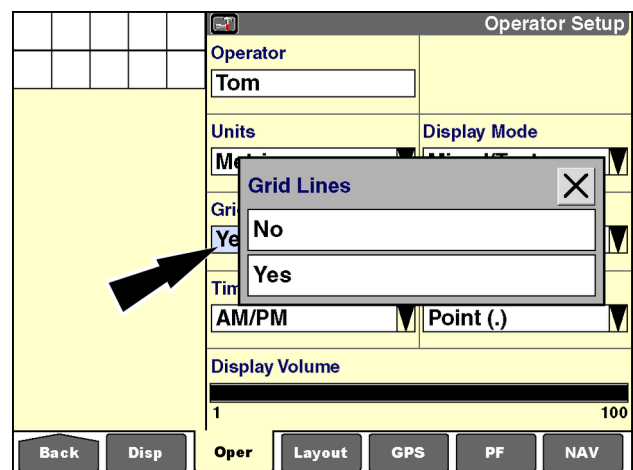 Operator Setup
Operator
Tom
Units
Display Mode
Grid Lines
No
Yes
AM/PM
Point (.)
Display Volume
1
100
Back
Disp
Oper
Layout
GPS
PF
NAV